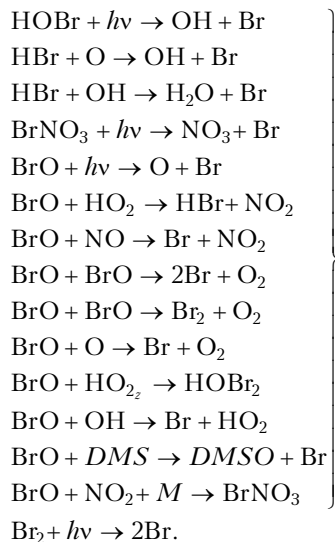 HOBr + hν → OH + Br
HBr + O → OH + Br
HBr + OH → H₂O + Br
BrNO₃ + hν → NO₃+ Br
BrO + hν → O + Br
BrO + HO₂ → HBr+ NO₂
BrO + NO → Br + NO₂
BrO + BrO → 2Br + O₂
BrO + BrO → Br₂ + O₂
BrO + O → Br + O₂
BrO + HO₂_z → HOBr₂
BrO + OH → Br + HO₂
BrO + DMS → DMSO + Br
BrO + NO₂+ M → BrNO₃
Br₂+ hν → 2Br.